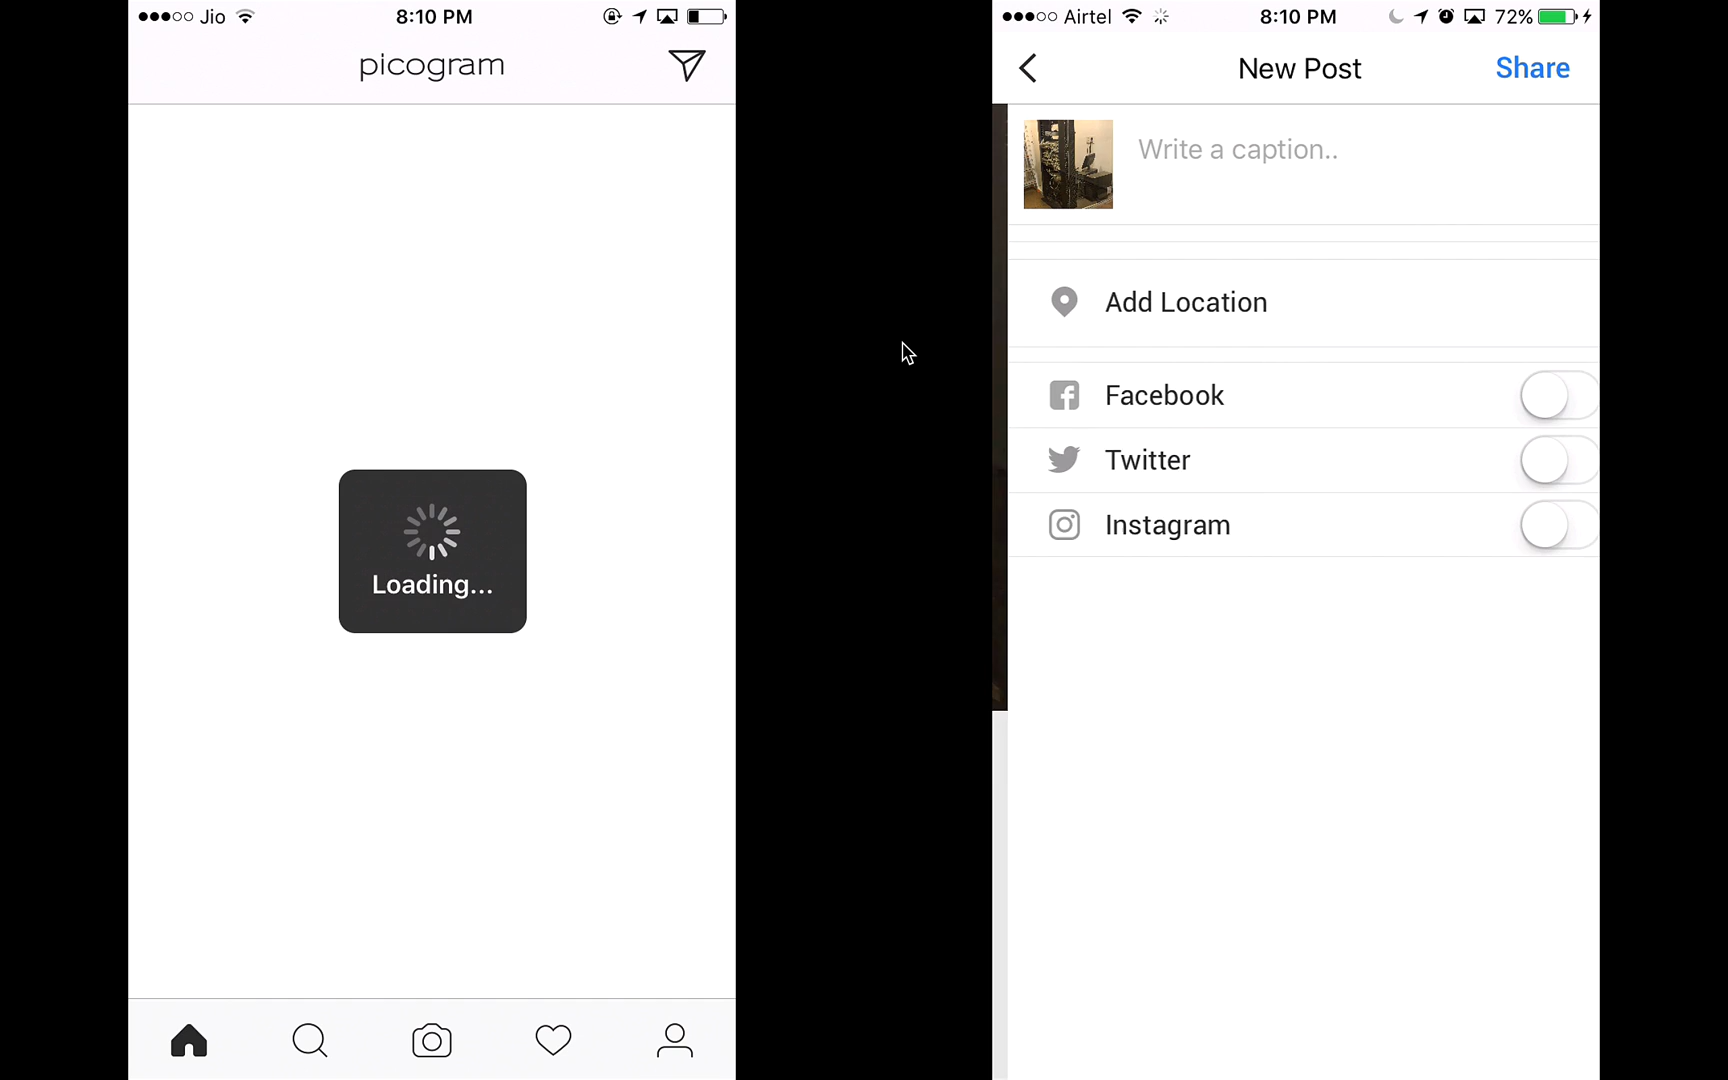 Jio 8:10 PM
picogram
Loading...
Airtel 8:10 PM 72%
New Post Share
Write a caption..
Add Location
Facebook
Twitter
Instagram